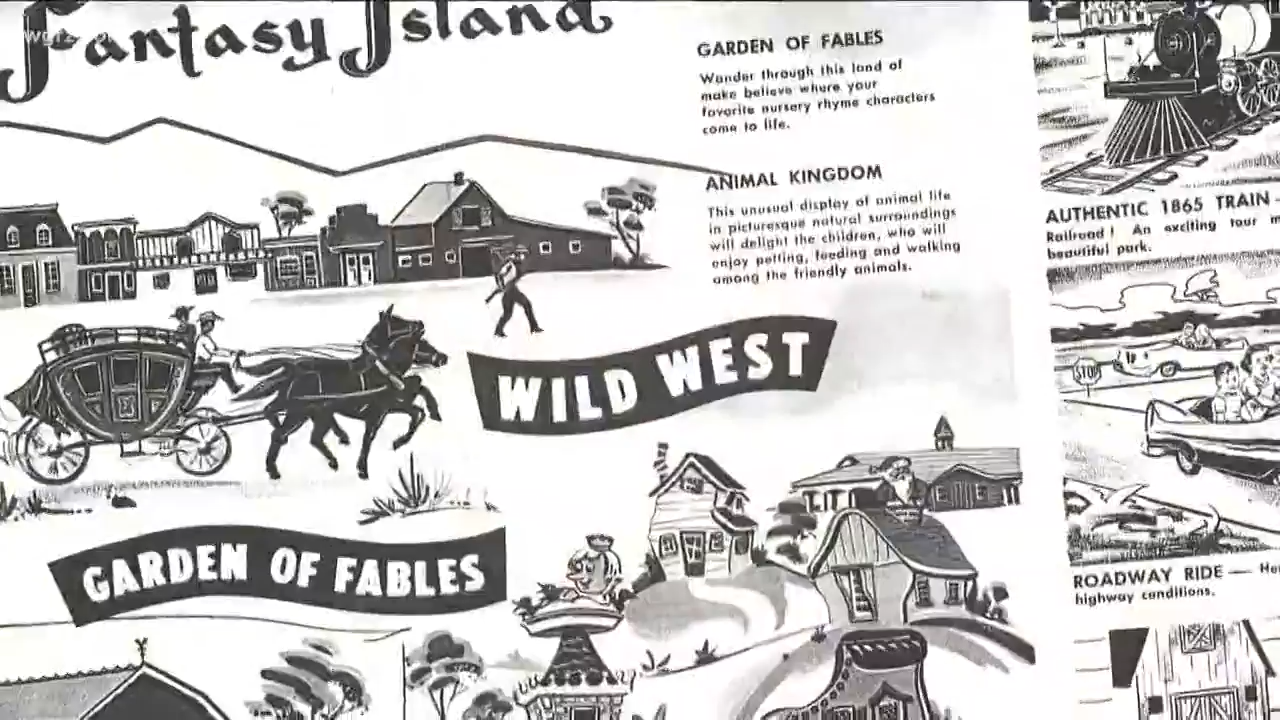 Fantasy Island
GARDEN OF FABLES
Wander through this land of
make believe where your
favorite nursery rhyme characters
come to life.
ANIMAL KINGDOM
This unusual display of animal life
in picturesque natural surroundings
will delight the children, who will
enjoy petting, feeding and walking
among the friendly animals.
WILD WEST
GARDEN OF FABLES
AUTHENTIC 1865 TRAIN —
Railroad! An exciting tour
beautiful park.
STOP
ROADWAY RIDE —
highway conditions.